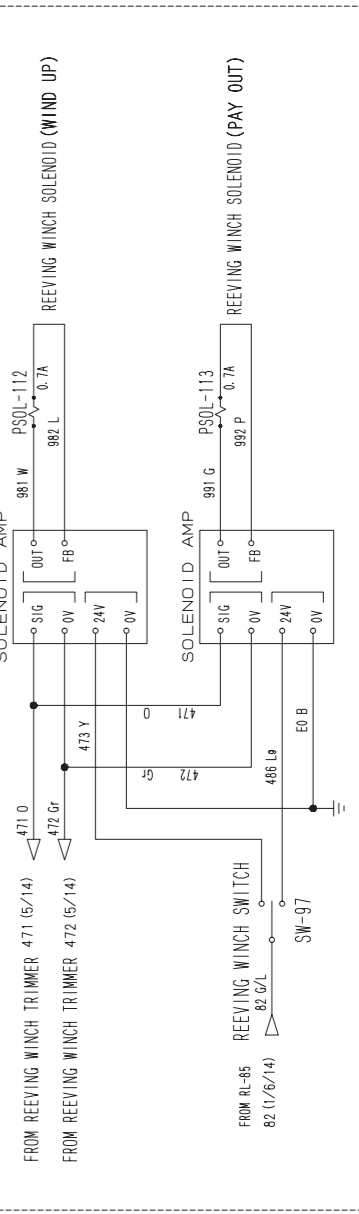 REEVING WINCH SOLENOID(WIND UP)
PSOL-112
0.7A
981 W
982 L
SOLENOID AMP
SIG
OUT
0V
FB
24V
0V
471 O
472 Gr
473 Y
FROM REEVING WINCH TRIMMER 471(5/14)
FROM REEVING WINCH TRIMMER 472(5/14)
REEVING WINCH SOLENOID(PAY OUT)
PSOL-113
0.7A
991 G
992 P
SOLENOID AMP
SIG
OUT
0V
FB
24V
0V
471 O
472 Gr
486 Lg
E0 B
REEVING WINCH SWITCH
82 G/L
SW-97
FROM RL-85
82(1/6/14)